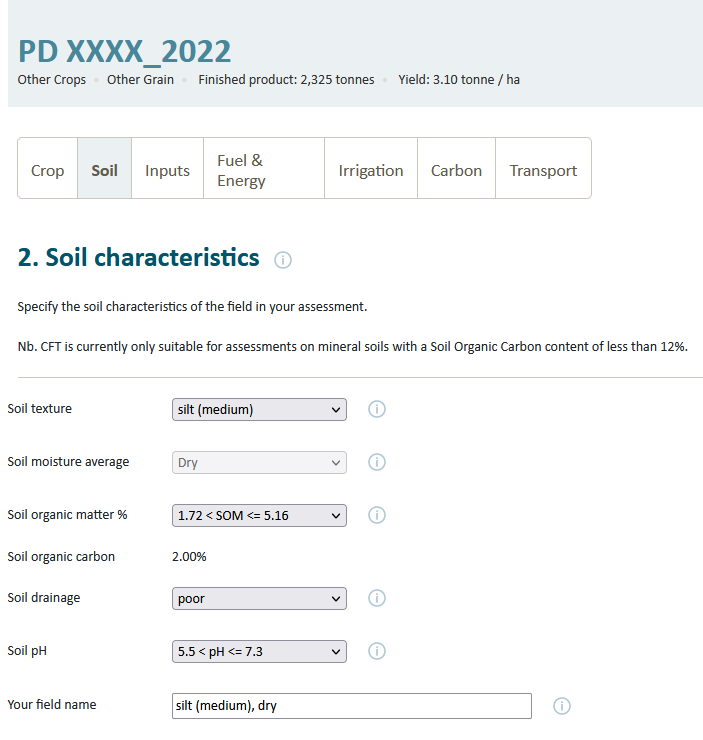 PD XXXX_2022
Other Crops Other Grain Finished product: 2,325 tonnes Yield: 3.10 tonne / ha
Crop
Soil
Inputs
Fuel &
Energy
Irrigation
Carbon
Transport
2. Soil characteristics
Specify the soil characteristics of the field in your assessment.
Nb. CFT is currently only suitable for assessments on mineral soils with a Soil Organic Carbon content of less than 12%.
Soil texture silt (medium)
Soil moisture average Dry
Soil organic matter % 1.72 < SOM <= 5.16
Soil organic carbon 2.00%
Soil drainage poor
Soil pH 5.5 < pH <= 7.3
Your field name silt (medium), dry